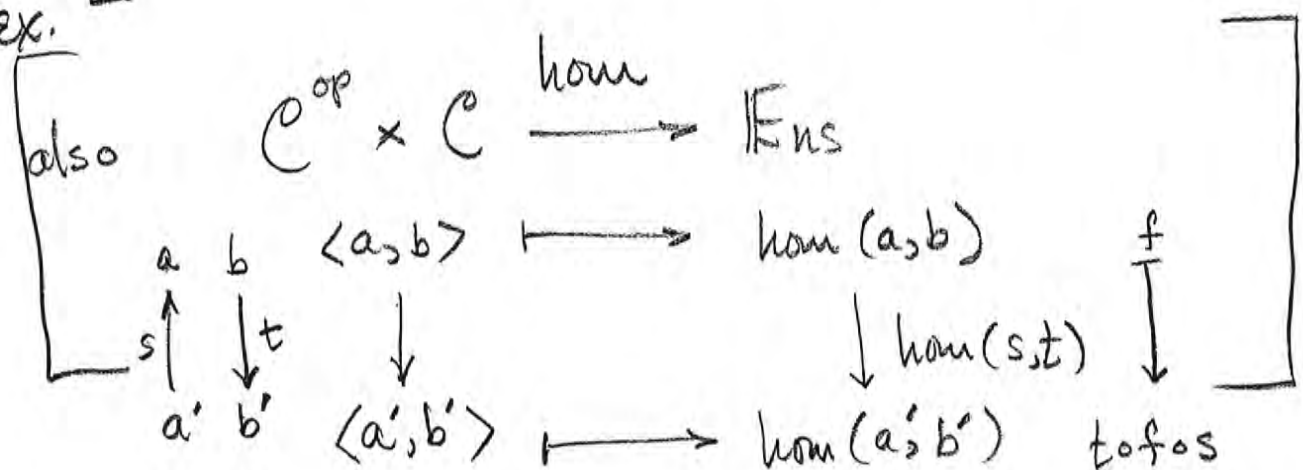 ex.
also C^op × C —hom→ Ens
a b <a,b> ⟼ hom(a,b) f
s ↑ ↓ t ↓ ↓ hom(s,t) ↓
a' b' <a',b'> ⟼ hom(a',b') t∘f∘s